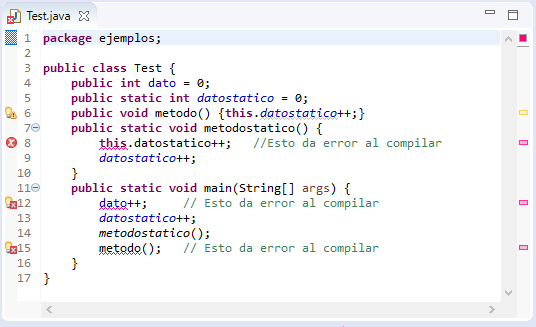 Test.java
1 package ejemplos;
2
3 public class Test {
4 public int dato = 0;
5 public static int datostatico = 0;
6 public void metodo() {this.datostatico++;}
7 public static void metodostatico() {
8 this.datostatico++; //Esto da error al compilar
9 datostatico++;
10 }
11 public static void main(String[] args) {
12 dato++; // Esto da error al compilar
13 datostatico++;
14 metodostatico();
15 metodo(); // Esto da error al compilar
16 }
17 }